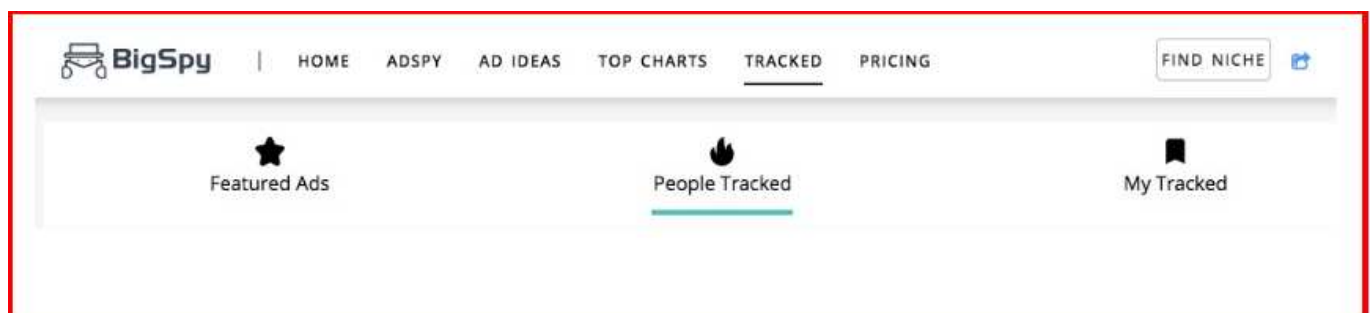 BigSpy | HOME ADSPY AD IDEAS TOP CHARTS TRACKED PRICING FIND NICHE
Featured Ads People Tracked My Tracked